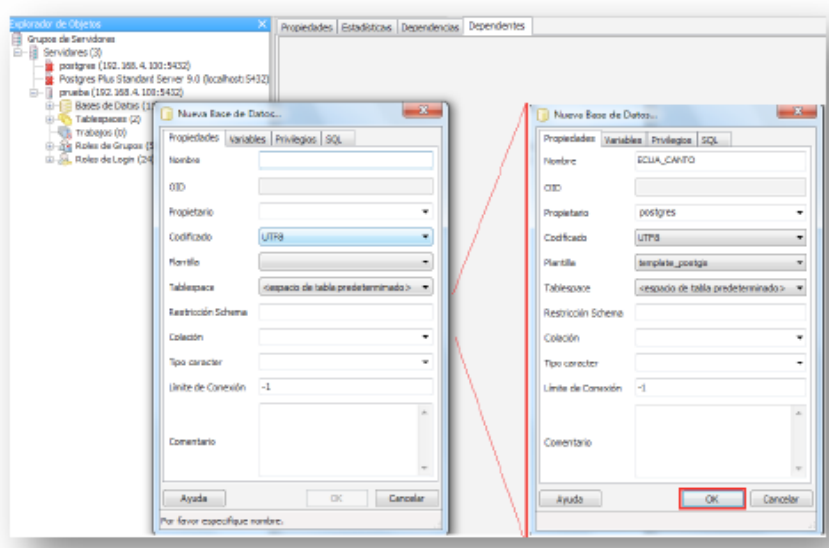 Explorador de Objetos
Grupos de Servidores
Servidores (3)
postgres (192.168.4.100:5432)
Postgres Plus Standard Server 9.0 (localhost:5432)
prueba (192.168.4.100:5432)
Bases de Datos
Tablespaces (2)
Trabajos (0)
Roles de Grupos
Roles de Login
Propiedades Estadísticas Dependencias Dependientes
Nueva Base de Datos...
Propiedades Variables Privilegios SQL
Nombre
OID
Propietario
Codificado UTF8
Plantilla
Tablespace <espacio de tabla predeterminado>
Restricción Schema
Colación
Tipo caracter
Límite de Conexión -1
Comentario
Ayuda OK Cancelar
Por favor especifique nombre.
Nueva Base de Datos...
Propiedades Variables Privilegios SQL
Nombre ECUA_CANTO
OID
Propietario postgres
Codificado UTF8
Plantilla template_postgis
Tablespace <espacio de tabla predeterminado>
Restricción Schema
Colación
Tipo caracter
Límite de Conexión -1
Comentario
Ayuda OK Cancelar